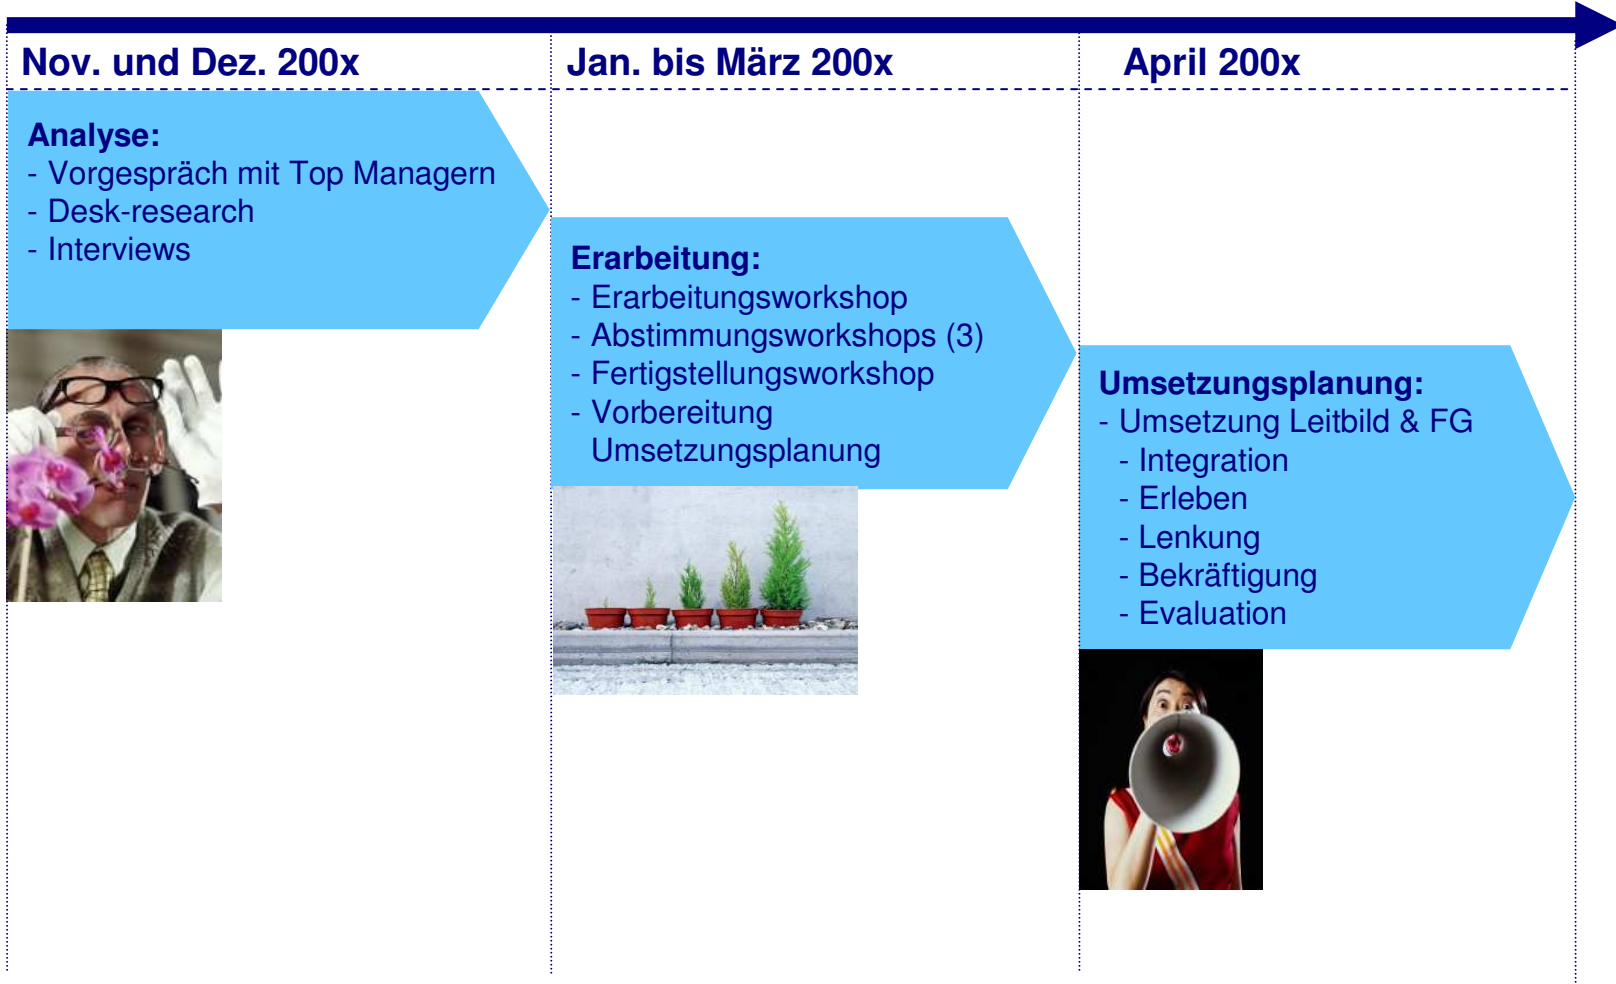 Nov. und Dez. 200x
Jan. bis März 200x
April 200x
Analyse:
- Vorgespräch mit Top Managern
- Desk-research
- Interviews
Erarbeitung:
- Erarbeitungsworkshop
- Abstimmungsworkshops (3)
- Fertigstellungsworkshop
- Vorbereitung
Umsetzungsplanung
Umsetzungsplanung:
- Umsetzung Leitbild & FG
- Integration
- Erleben
- Lenkung
- Bekräftigung
- Evaluation